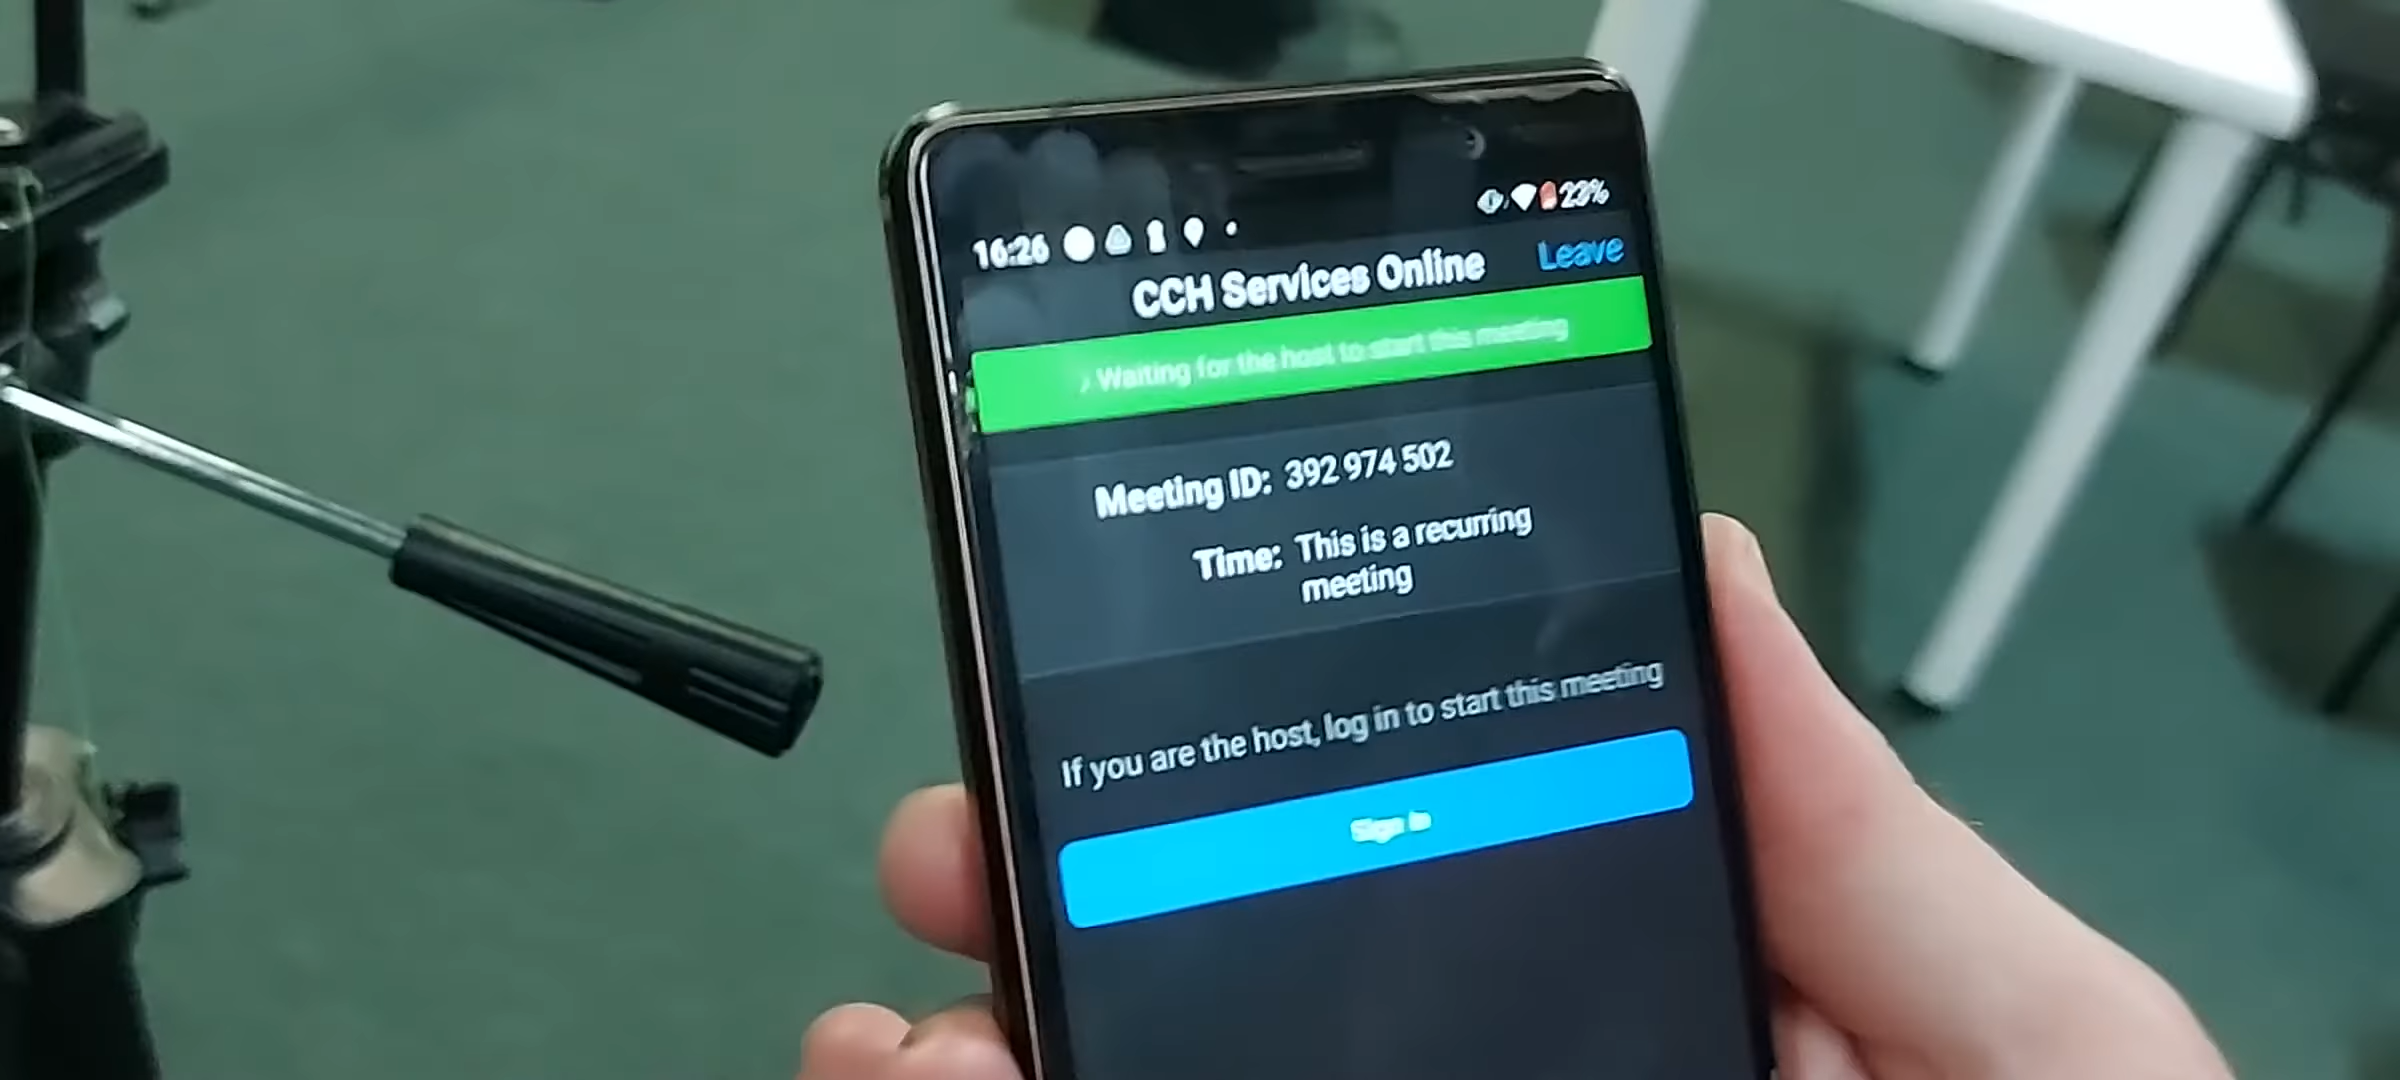 16:26 23%
CCH Services Online Leave
Waiting for the host to start this meeting
Meeting ID: 392 974 502
Time: This is a recurring
meeting
If you are the host, log in to start this meeting
Sign in